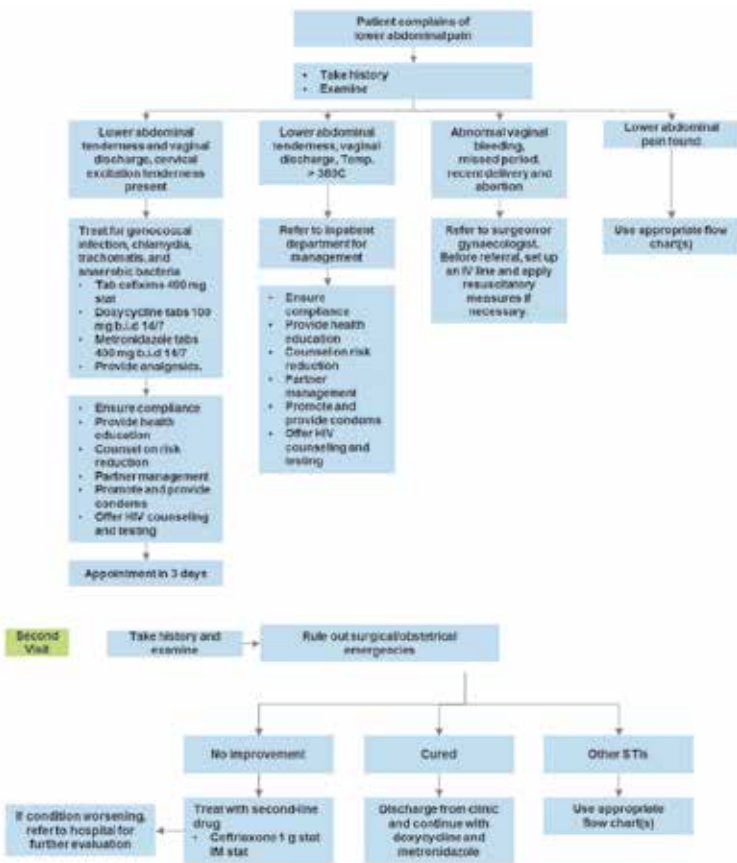 Patient complains of
lower abdominal pain
• Take history
• Examine
Lower abdominal
tenderness and vaginal
discharge, cervical
excitation tenderness
present
Lower abdominal
tenderness, vaginal
discharge, Temp.
> 380C
Abnormal vaginal
bleeding,
missed period,
recent delivery and
abortion
Lower abdominal
pain found
Treat for gonococcal
infection, chlamydia,
trachomatis, and
anaerobic bacteria
• Tab cefixime 400 mg
stat
• Doxycycline tabs 100
mg b.i.d 14/7
• Metronidazole tabs
400 mg b.i.d 14/7
• Provide analgesics.
Refer to inpatient
department for
management
Refer to surgeon or
gynaecologist.
Before referral, set up
an IV line and apply
resuscitatory
measures if
necessary.
Use appropriate flow
chart(s)
• Ensure
compliance
• Provide health
education
• Counsel on risk
reduction
• Partner
management
• Promote and
provide condoms
• Offer HIV
counseling and
testing
• Ensure compliance
• Provide health
education
• Counsel on risk
reduction
• Partner management
• Promote and provide
condoms
• Offer HIV counseling
and testing
Appointment in 3 days
Second
Visit
Take history and
examine
Rule out surgical/obstetrical
emergencies
No improvement
Cured
Other STIs
If condition worsening,
refer to hospital for
further evaluation
Treat with second-line
drug
• Ceftriaxone 1 g stat
IM stat
Discharge from clinic
and continue with
doxycycline and
metronidazole
Use appropriate
flow chart(s)